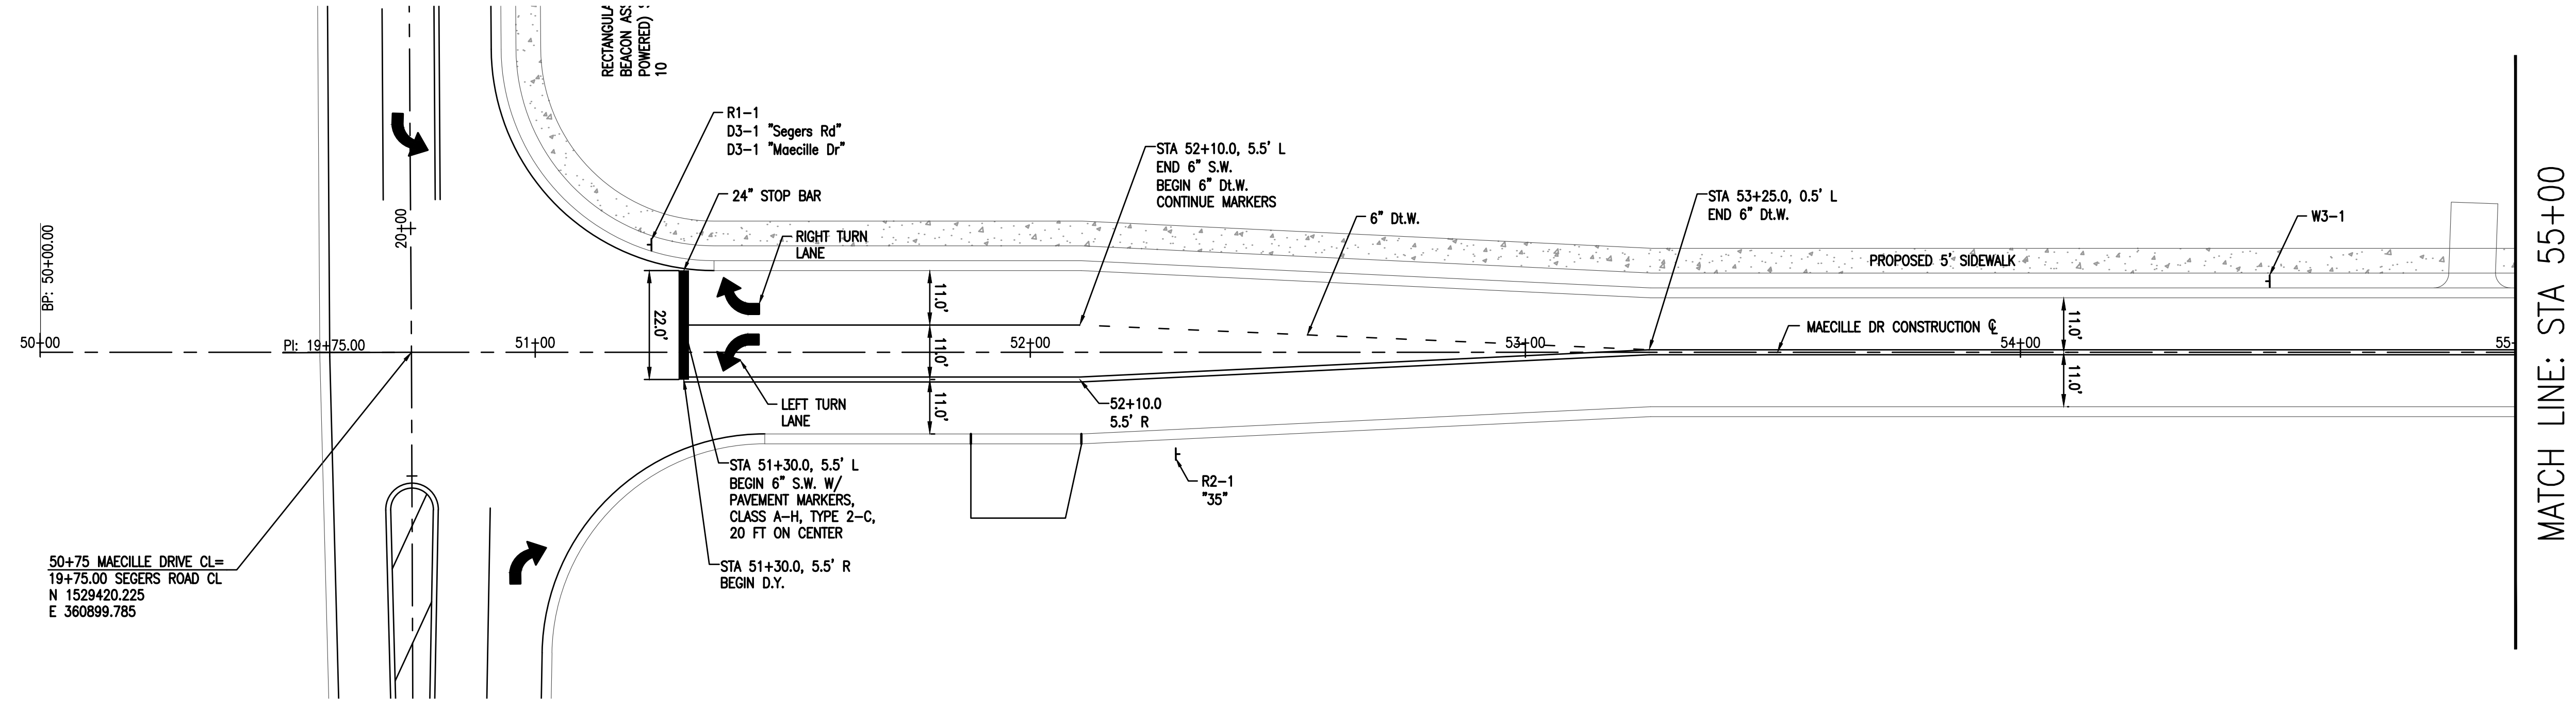 RECTANGULA
BEACON ASS
POWERED)
10
R1-1
D3-1 "Segers Rd"
D3-1 "Maecille Dr"
24" STOP BAR
RIGHT TURN
LANE
STA 52+10.0, 5.5' L
END 6" S.W.
BEGIN 6" Dt.W.
CONTINUE MARKERS
6" Dt.W.
STA 53+25.0, 0.5' L
END 6" Dt.W.
W3-1
PROPOSED 5' SIDEWALK
MATCH LINE: STA 55+00
BP: 50+00.00
20+00
50+00
PI: 19+75.00
51+00
52+00
53+00
54+00
55-
22.0'
11.0'
11.0'
11.0'
11.0'
11.0'
MAECILLE DR CONSTRUCTION ℄
LEFT TURN
LANE
52+10.0
5.5' R
STA 51+30.0, 5.5' L
BEGIN 6" S.W. W/
PAVEMENT MARKERS,
CLASS A-H, TYPE 2-C,
20 FT ON CENTER
R2-1
"35"
STA 51+30.0, 5.5' R
BEGIN D.Y.
50+75 MAECILLE DRIVE CL=
19+75.00 SEGERS ROAD CL
N 1529420.225
E 360899.785